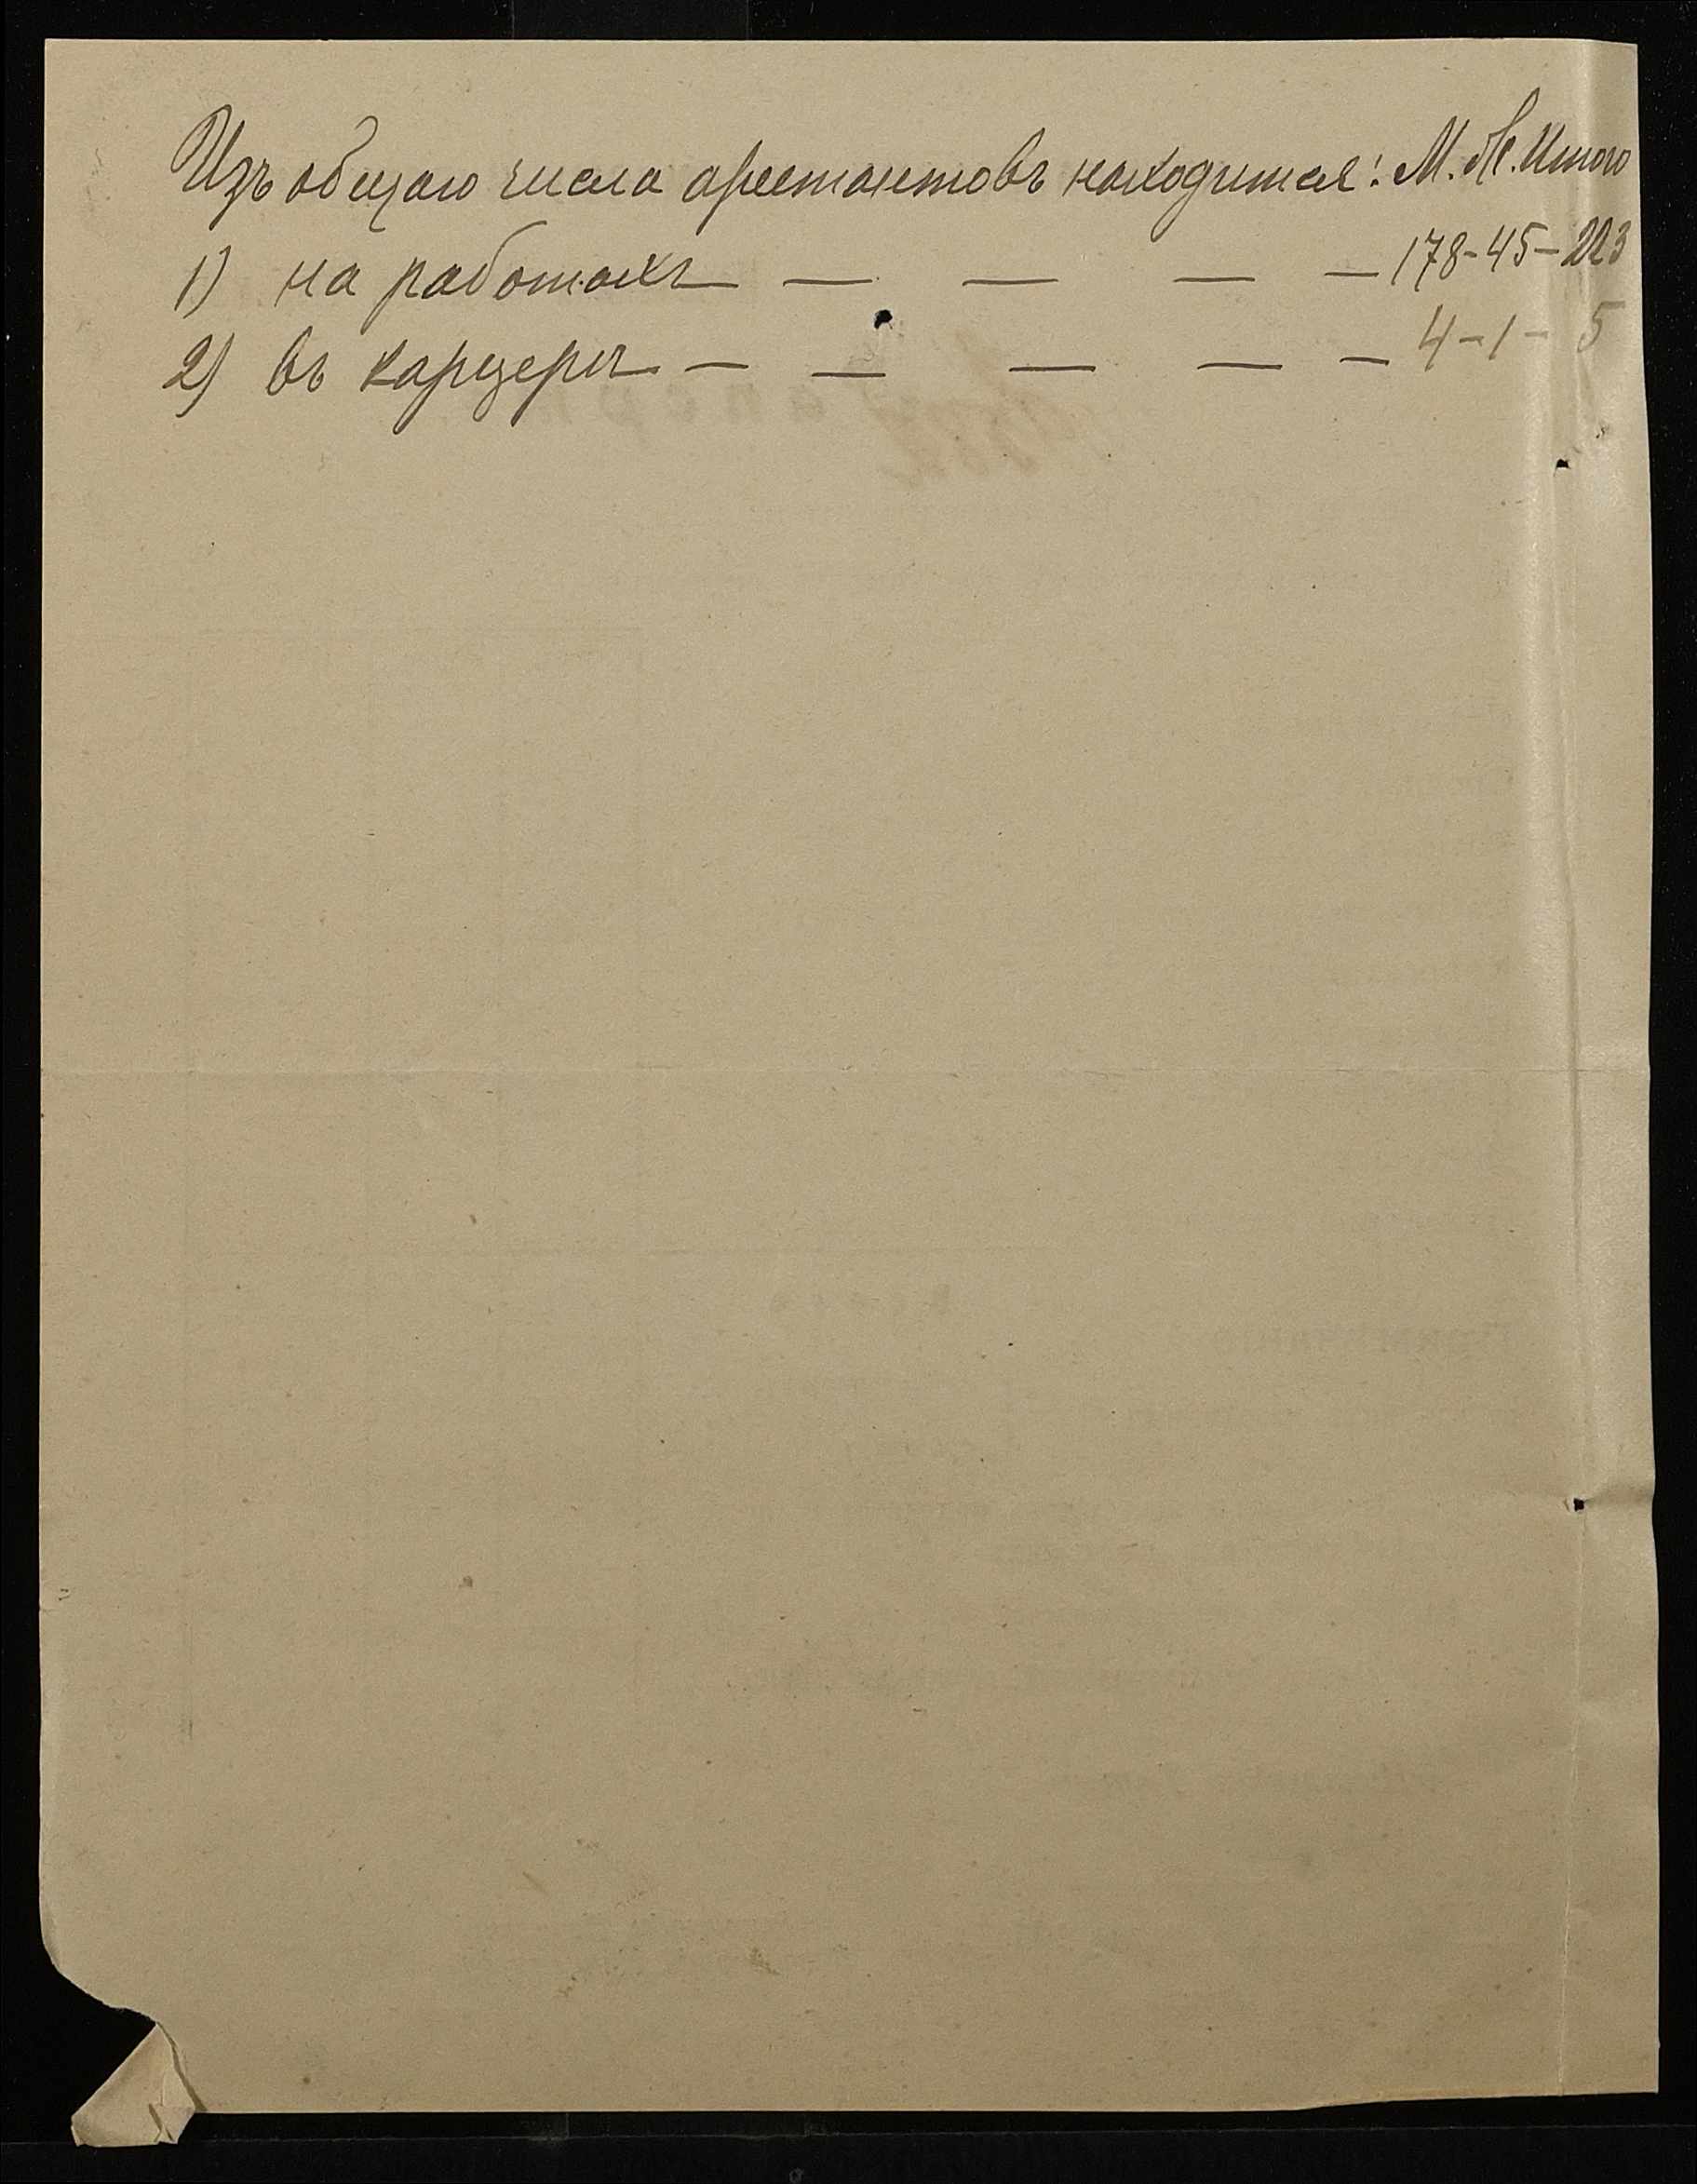 Изъ общаго числа арестантовъ находится: М. Ж. Итого
1) на работахъ — — — — 178-45-223
2) въ карцерѣ — — — — — 4-1-5